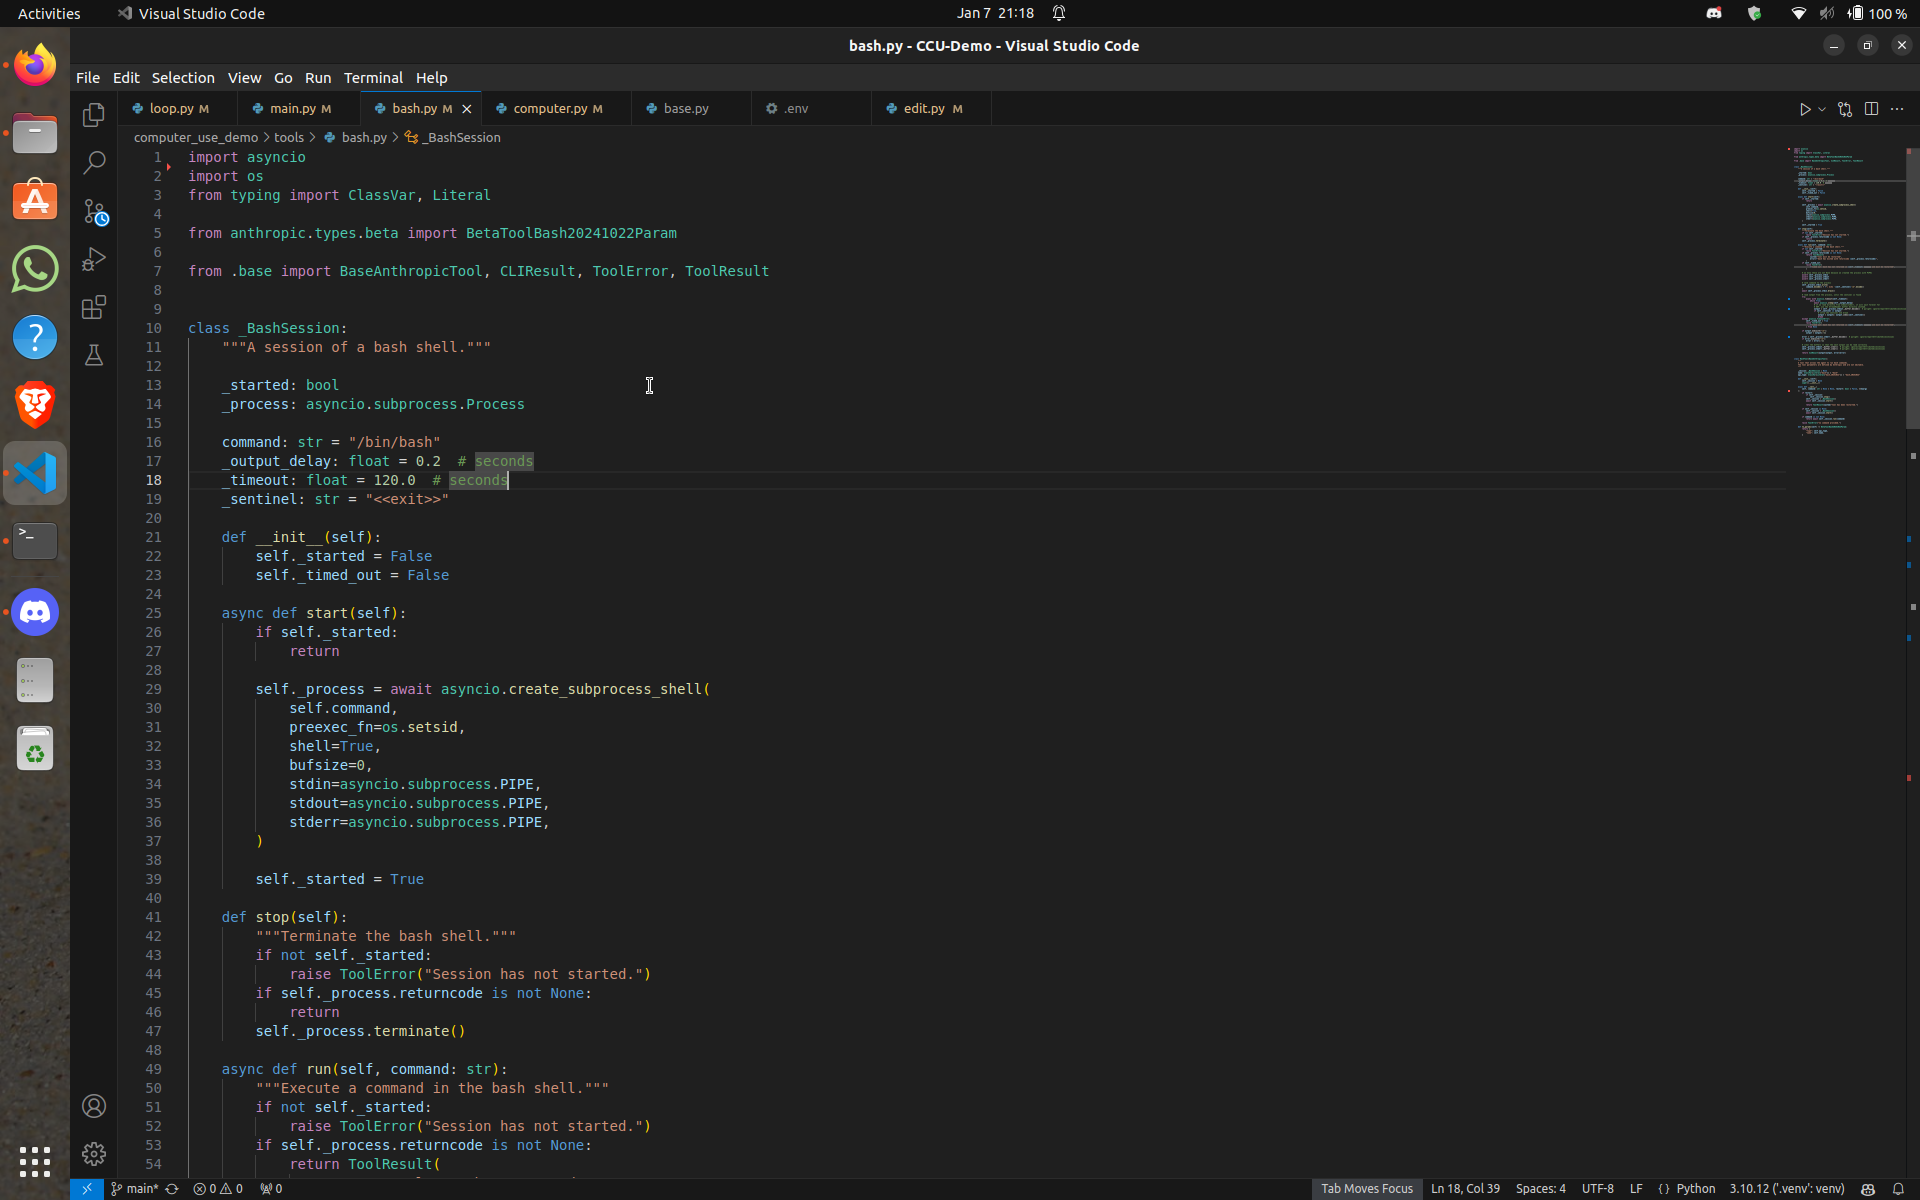 Activities
Visual Studio Code
Jan 7 21:18
100 %
bash.py - CCU-Demo - Visual Studio Code
File Edit Selection View Go Run Terminal Help
loop.py M
main.py M
bash.py M
computer.py M
base.py
.env
edit.py M
computer_use_demo > tools > bash.py > _BashSession
1 import asyncio
2 import os
3 from typing import ClassVar, Literal
4
5 from anthropic.types.beta import BetaToolBash20241022Param
6
7 from .base import BaseAnthropicTool, CLIResult, ToolError, ToolResult
8
9
10 class _BashSession:
11     """A session of a bash shell."""
12
13     _started: bool
14     _process: asyncio.subprocess.Process
15
16     command: str = "/bin/bash"
17     _output_delay: float = 0.2  # seconds
18     _timeout: float = 120.0  # seconds
19     _sentinel: str = "<<exit>>"
20
21     def __init__(self):
22         self._started = False
23         self._timed_out = False
24
25     async def start(self):
26         if self._started:
27             return
28
29         self._process = await asyncio.create_subprocess_shell(
30             self.command,
31             preexec_fn=os.setsid,
32             shell=True,
33             bufsize=0,
34             stdin=asyncio.subprocess.PIPE,
35             stdout=asyncio.subprocess.PIPE,
36             stderr=asyncio.subprocess.PIPE,
37         )
38
39         self._started = True
40
41     def stop(self):
42         """Terminate the bash shell."""
43         if not self._started:
44             raise ToolError("Session has not started.")
45         if self._process.returncode is not None:
46             return
47         self._process.terminate()
48
49     async def run(self, command: str):
50         """Execute a command in the bash shell."""
51         if not self._started:
52             raise ToolError("Session has not started.")
53         if self._process.returncode is not None:
54             return ToolResult(
main* 0 0 0
Tab Moves Focus
Ln 18, Col 39
Spaces: 4
UTF-8
LF
{ } Python
3.10.12 ('.venv': venv)